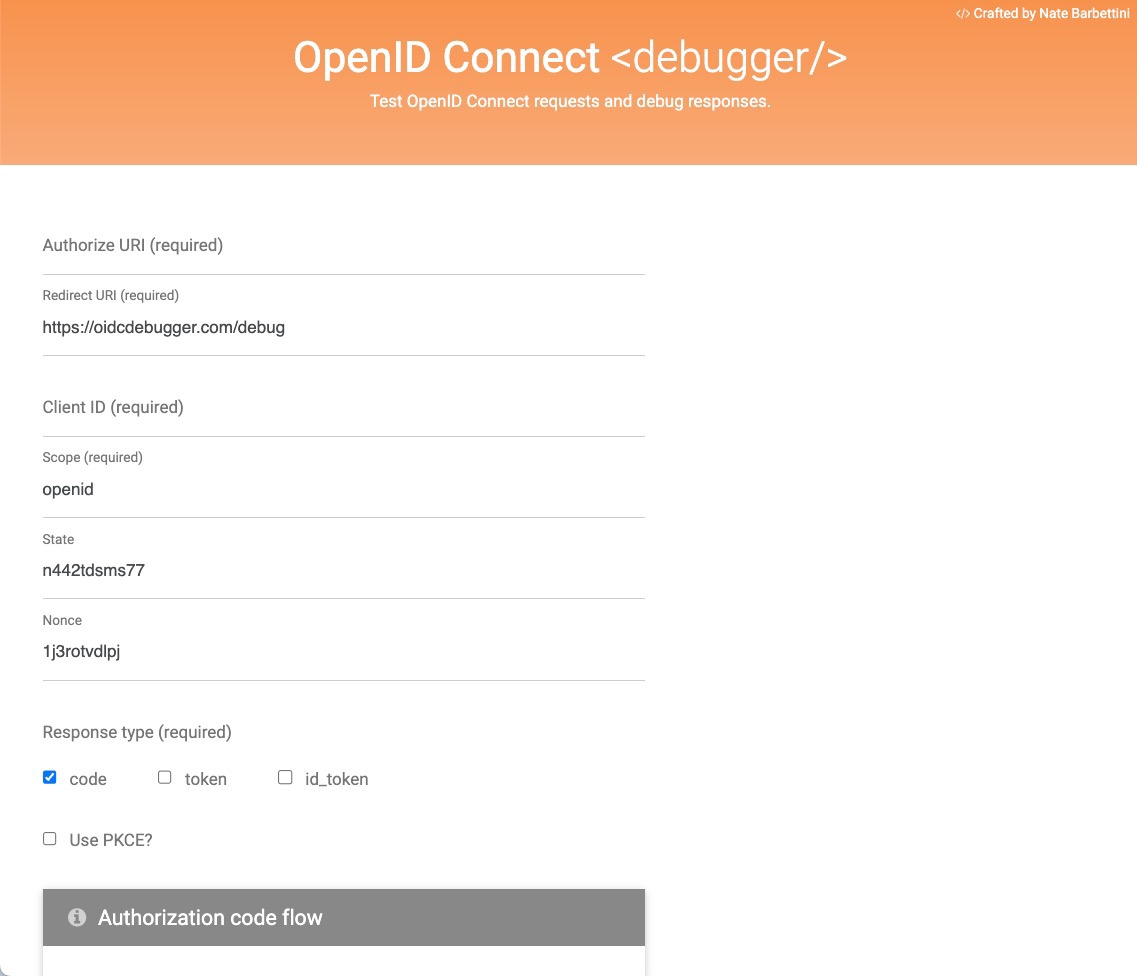 </> Crafted by Nate Barbettini
OpenID Connect <debugger/>
Test OpenID Connect requests and debug responses.
Authorize URI (required)
Redirect URI (required)
https://oidcdebugger.com/debug
Client ID (required)
Scope (required)
openid
State
n442tdsms77
Nonce
1j3rotvdlpj
Response type (required)
code token id_token
Use PKCE?
Authorization code flow